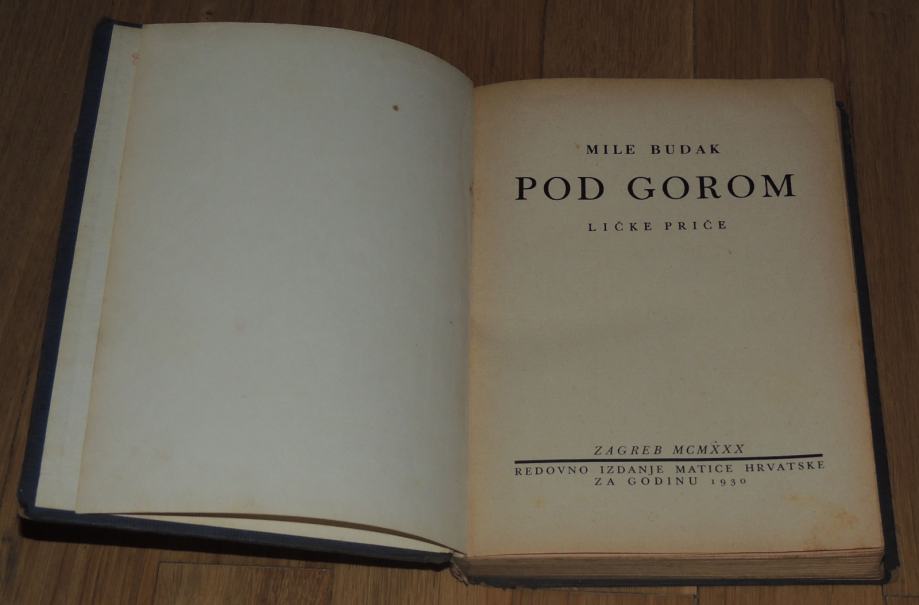 MILE BUDAK
POD GOROM
LIČKE PRIČE
ZAGREB MCMXXX
REDOVNO IZDANJE MATICE HRVATSKE
ZA GODINU 1930